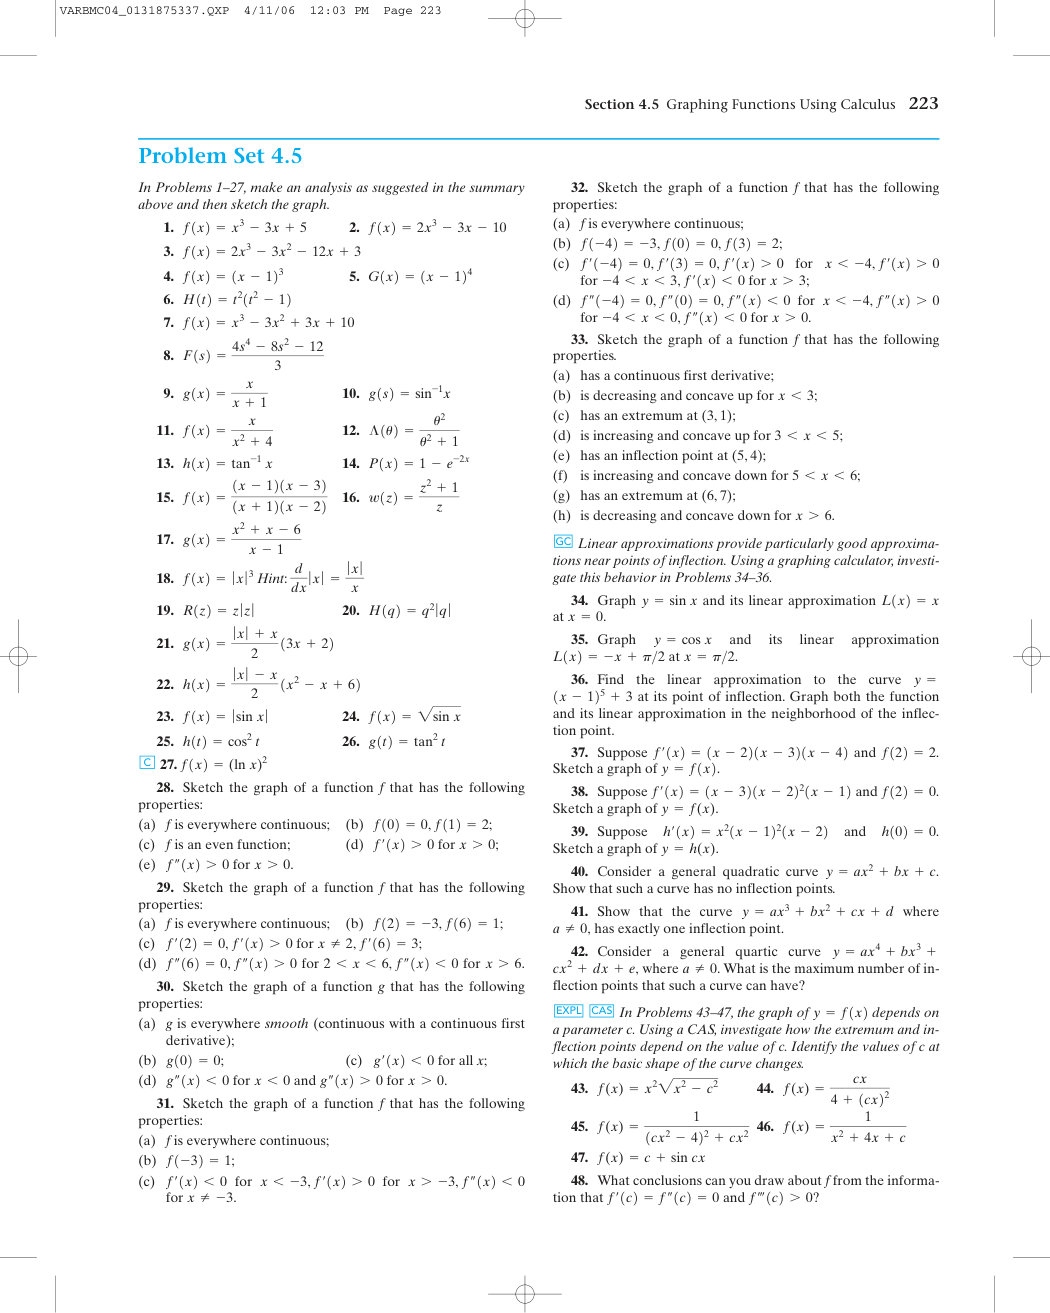 VARBMC04_0131875337.QXP 4/11/06 12:03 PM Page 223
Section 4.5 Graphing Functions Using Calculus 223
Problem Set 4.5
In Problems 1–27, make an analysis as suggested in the summary
above and then sketch the graph.
1. f(x) = x³ − 3x + 5 2. f(x) = 2x³ − 3x − 10
3. f(x) = 2x³ − 3x² − 12x + 3
4. f(x) = (x − 1)³ 5. G(x) = (x − 1)⁴
6. H(t) = t²(t² − 1)
7. f(x) = x³ − 3x² + 3x + 10
8. F(s) = (4s⁴ − 8s² − 12)/3
9. g(x) = x/(x + 1) 10. g(s) = sin⁻¹x
11. f(x) = x/(x² + 4) 12. Λ(θ) = θ²/(θ² + 1)
13. h(x) = tan⁻¹ x 14. P(x) = 1 − e⁻²ˣ
15. f(x) = (x − 1)(x − 3)/(x + 1)(x − 2) 16. w(z) = (z² + 1)/z
17. g(x) = (x² + x − 6)/(x − 1)
18. f(x) = |x|³ Hint: d/dx|x| = |x|/x
19. R(z) = z|z| 20. H(q) = q²|q|
21. g(x) = (|x| + x)/2 (3x + 2)
22. h(x) = (|x| − x)/2 (x² − x + 6)
23. f(x) = |sin x| 24. f(x) = √sin x
25. h(t) = cos² t 26. g(t) = tan² t
C 27. f(x) = (ln x)²
28. Sketch the graph of a function f that has the following
properties:
(a) f is everywhere continuous; (b) f(0) = 0, f(1) = 2;
(c) f is an even function; (d) f′(x) > 0 for x > 0;
(e) f″(x) > 0 for x > 0.
29. Sketch the graph of a function f that has the following
properties:
(a) f is everywhere continuous; (b) f(2) = −3, f(6) = 1;
(c) f′(2) = 0, f′(x) > 0 for x ≠ 2, f′(6) = 3;
(d) f″(6) = 0, f″(x) > 0 for 2 < x < 6, f″(x) < 0 for x > 6.
30. Sketch the graph of a function g that has the following
properties:
(a) g is everywhere smooth (continuous with a continuous first
derivative);
(b) g(0) = 0; (c) g′(x) < 0 for all x;
(d) g″(x) < 0 for x < 0 and g″(x) > 0 for x > 0.
31. Sketch the graph of a function f that has the following
properties:
(a) f is everywhere continuous;
(b) f(−3) = 1;
(c) f′(x) < 0 for x < −3, f′(x) > 0 for x > −3, f″(x) < 0
for x ≠ −3.
32. Sketch the graph of a function f that has the following
properties:
(a) f is everywhere continuous;
(b) f(−4) = −3, f(0) = 0, f(3) = 2;
(c) f′(−4) = 0, f′(3) = 0, f′(x) > 0 for x < −4, f′(x) > 0
for −4 < x < 3, f′(x) < 0 for x > 3;
(d) f″(−4) = 0, f″(0) = 0, f″(x) < 0 for x < −4, f″(x) > 0
for −4 < x < 0, f″(x) < 0 for x > 0.
33. Sketch the graph of a function f that has the following
properties.
(a) has a continuous first derivative;
(b) is decreasing and concave up for x < 3;
(c) has an extremum at (3, 1);
(d) is increasing and concave up for 3 < x < 5;
(e) has an inflection point at (5, 4);
(f) is increasing and concave down for 5 < x < 6;
(g) has an extremum at (6, 7);
(h) is decreasing and concave down for x > 6.
GC Linear approximations provide particularly good approxima-
tions near points of inflection. Using a graphing calculator, investi-
gate this behavior in Problems 34–36.
34. Graph y = sin x and its linear approximation L(x) = x
at x = 0.
35. Graph y = cos x and its linear approximation
L(x) = −x + π/2 at x = π/2.
36. Find the linear approximation to the curve y =
(x − 1)⁵ + 3 at its point of inflection. Graph both the function
and its linear approximation in the neighborhood of the inflec-
tion point.
37. Suppose f′(x) = (x − 2)(x − 3)(x − 4) and f(2) = 2.
Sketch a graph of y = f(x).
38. Suppose f′(x) = (x − 3)(x − 2)²(x − 1) and f(2) = 0.
Sketch a graph of y = f(x).
39. Suppose h′(x) = x²(x − 1)²(x − 2) and h(0) = 0.
Sketch a graph of y = h(x).
40. Consider a general quadratic curve y = ax² + bx + c.
Show that such a curve has no inflection points.
41. Show that the curve y = ax³ + bx² + cx + d where
a ≠ 0, has exactly one inflection point.
42. Consider a general quartic curve y = ax⁴ + bx³ +
cx² + dx + e, where a ≠ 0. What is the maximum number of in-
flection points that such a curve can have?
EXPL CAS In Problems 43–47, the graph of y = f(x) depends on
a parameter c. Using a CAS, investigate how the extremum and in-
flection points depend on the value of c. Identify the values of c at
which the basic shape of the curve changes.
43. f(x) = x²√x² − c² 44. f(x) = cx/(4 + (cx)²)
45. f(x) = 1/((cx² − 4)² + cx²) 46. f(x) = 1/(x² + 4x + c)
47. f(x) = c + sin cx
48. What conclusions can you draw about f from the informa-
tion that f′(c) = f″(c) = 0 and f‴(c) > 0?